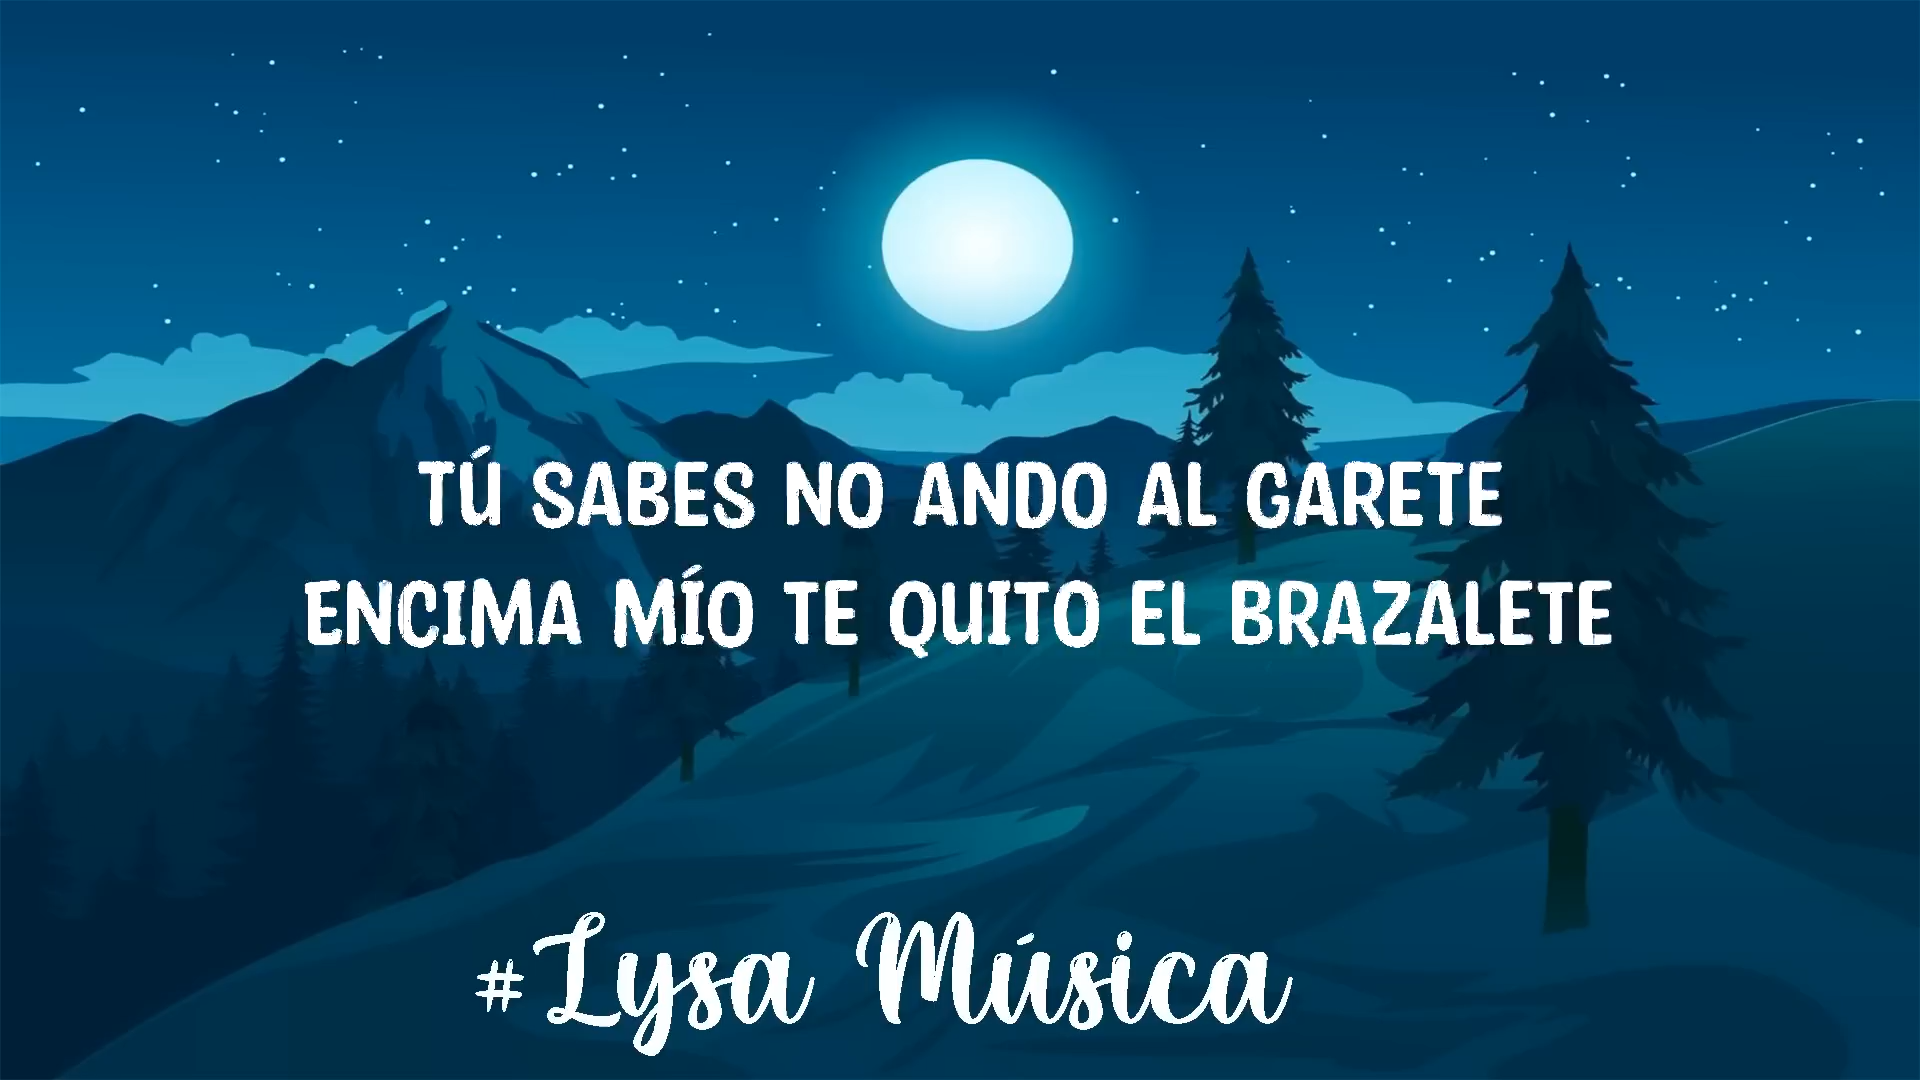 TÚ SABES NO ANDO AL GARETE
ENCIMA MÍO TE QUITO EL BRAZALETE
#Lysa Música